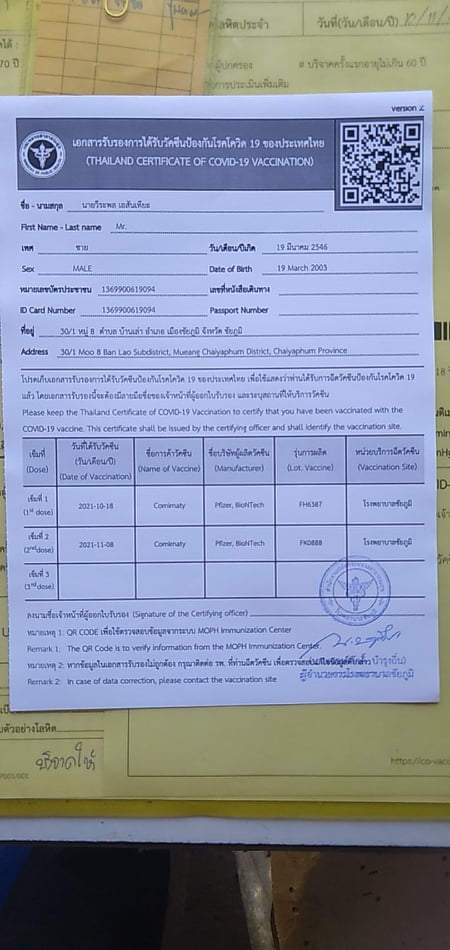 ลหิตประจำ
วันที่(วัน/เดือน/ปี)
ได้ :
70 ปี
ผู้ปกครอง
# บริจาคครั้งแรกอายุไม่เกิน 60 ปี
การประเมินเพิ่มเติม
version 2
เอกสารรับรองการได้รับวัคซีนป้องกันโรคโควิด 19 ของประเทศไทย
(THAILAND CERTIFICATE OF COVID-19 VACCINATION)
ชื่อ - นามสกุล นายวีระพล เอสันเทียะ
First Name - Last name Mr.
เพศ ชาย วัน/เดือน/ปีเกิด 19 มีนาคม 2546
Sex MALE Date of Birth 19 March 2003
หมายเลขบัตรประชาชน 1369900619094 เลขที่หนังสือเดินทาง
ID Card Number 1369900619094 Passport Number
ที่อยู่ 30/1 หมู่ 8 ตำบล บ้านเล่า อำเภอ เมืองชัยภูมิ จังหวัด ชัยภูมิ
Address 30/1 Moo 8 Ban Lao Subdistrict, Mueang Chaiyaphum District, Chaiyaphum Province
โปรดเก็บเอกสารรับรองการได้รับวัคซีนป้องกันโรคโควิด 19 ของประเทศไทย เพื่อใช้แสดงว่าท่านได้รับการฉีดวัคซีนป้องกันโรคโควิด 19
แล้ว โดยเอกสารรับรองนี้จะต้องมีลายมือชื่อของเจ้าหน้าที่ผู้ออกใบรับรอง และระบุสถานที่ให้บริการวัคซีน
Please keep the Thailand Certificate of COVID-19 Vaccination to certify that you have been vaccinated with the
COVID-19 vaccine. This certificate shall be issued by the certifying officer and shall identify the vaccination site.
เข็มที่ วันที่ได้รับวัคซีน ชื่อการค้าวัคซีน ชื่อบริษัทผู้ผลิตวัคซีน รุ่นการผลิต หน่วยบริการฉีดวัคซีน
(Dose) (วัน/เดือน/ปี) (Name of Vaccine) (Manufacturer) (Lot. Vaccine) (Vaccination Site)
(Date of Vaccination)
เข็มที่ 1
(1st dose) 2021-10-18 Comirnaty Pfizer, BioNTech FH6387 โรงพยาบาลชัยภูมิ
เข็มที่ 2
(2nd dose) 2021-11-08 Comirnaty Pfizer, BioNTech FK0888 โรงพยาบาลชัยภูมิ
เข็มที่ 3
(3rd dose)
ลงนามชื่อเจ้าหน้าที่ผู้ออกใบรับรอง (Signature of the Certifying officer)
หมายเหตุ 1: QR CODE เพื่อใช้ตรวจสอบข้อมูลจากระบบ MOPH Immunization Center
Remark 1: The QR Code is to verify information from the MOPH Immunization Center.
หมายเหตุ 2: หากข้อมูลในเอกสารรับรองไม่ถูกต้อง กรุณาติดต่อ รพ. ที่ท่านฉีดวัคซีน เพื่อตรวจสอบ
บำรุงถิ่น)
Remark 2: In case of data correction, please contact the vaccination site
ผู้อำนวยการโรงพยาบาลชัยภูมิ
ตัวอย่างโลหิต
บริจาคให้
P001/001
https://co-vacc